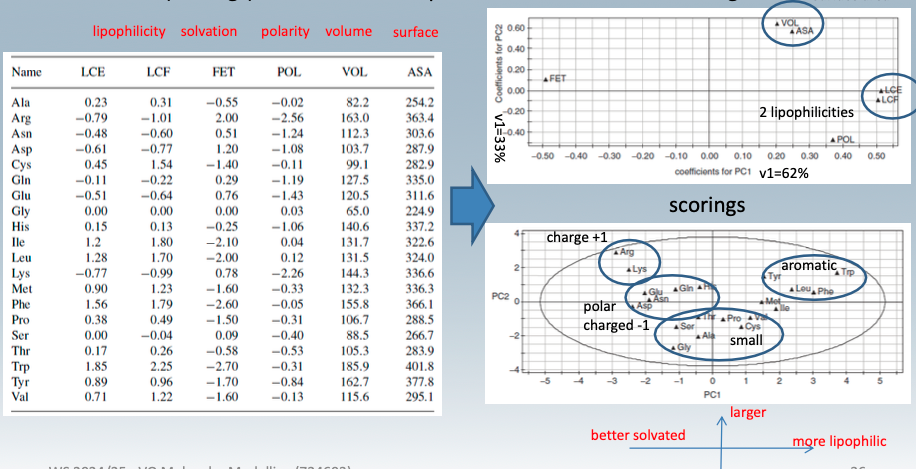 lipophilicity solvation polarity volume surface
Name LCE LCF FET POL VOL ASA
Ala 0.23 0.31 −0.55 −0.02 82.2 254.2
Arg −0.79 −1.01 2.00 −2.56 163.0 363.4
Asn −0.48 −0.60 0.51 −1.24 112.3 303.6
Asp −0.61 −0.77 1.20 −1.08 103.7 287.9
Cys 0.45 1.54 −1.40 −0.11 99.1 282.9
Gln −0.11 −0.22 0.29 −1.19 127.5 335.0
Glu −0.51 −0.64 0.76 −1.43 120.5 311.6
Gly 0.00 0.00 0.00 0.03 65.0 224.9
His 0.15 0.13 −0.25 −1.06 140.6 337.2
Ile 1.2 1.80 −2.10 0.04 131.7 322.6
Leu 1.28 1.70 −2.00 0.12 131.5 324.0
Lys −0.77 −0.99 0.78 −2.26 144.3 336.6
Met 0.90 1.23 −1.60 −0.33 132.3 336.3
Phe 1.56 1.79 −2.60 −0.05 155.8 366.1
Pro 0.38 0.49 −1.50 −0.31 106.7 288.5
Ser 0.00 −0.04 0.09 −0.40 88.5 266.7
Thr 0.17 0.26 −0.58 −0.53 105.3 283.9
Trp 1.85 2.25 −2.70 −0.31 185.9 401.8
Tyr 0.89 0.96 −1.70 −0.84 162.7 377.8
Val 0.71 1.22 −1.60 −0.13 115.6 295.1
Coefficients for PC2
v1=33%
0.60
0.40
0.20
0.00
−0.20
−0.40
VOL
ASA
FET
LCE
LCF
2 lipophilicities
POL
−0.50 −0.40 −0.30 −0.20 −0.10 0.00 0.10 0.20 0.30 0.40 0.50
coefficients for PC1 v1=62%
scorings
4
2
0
−2
−4
PC2
charge +1
Arg
Lys
aromatic
Tyr Trp
Leu Phe
Glu Gln His
Asn
Asp
Met
Ile
polar
charged -1
Thr Pro Val
Ser Cys
Ala small
Gly
−5 −4 −3 −2 −1 0 1 2 3 4 5
PC1
larger
better solvated
more lipophilic